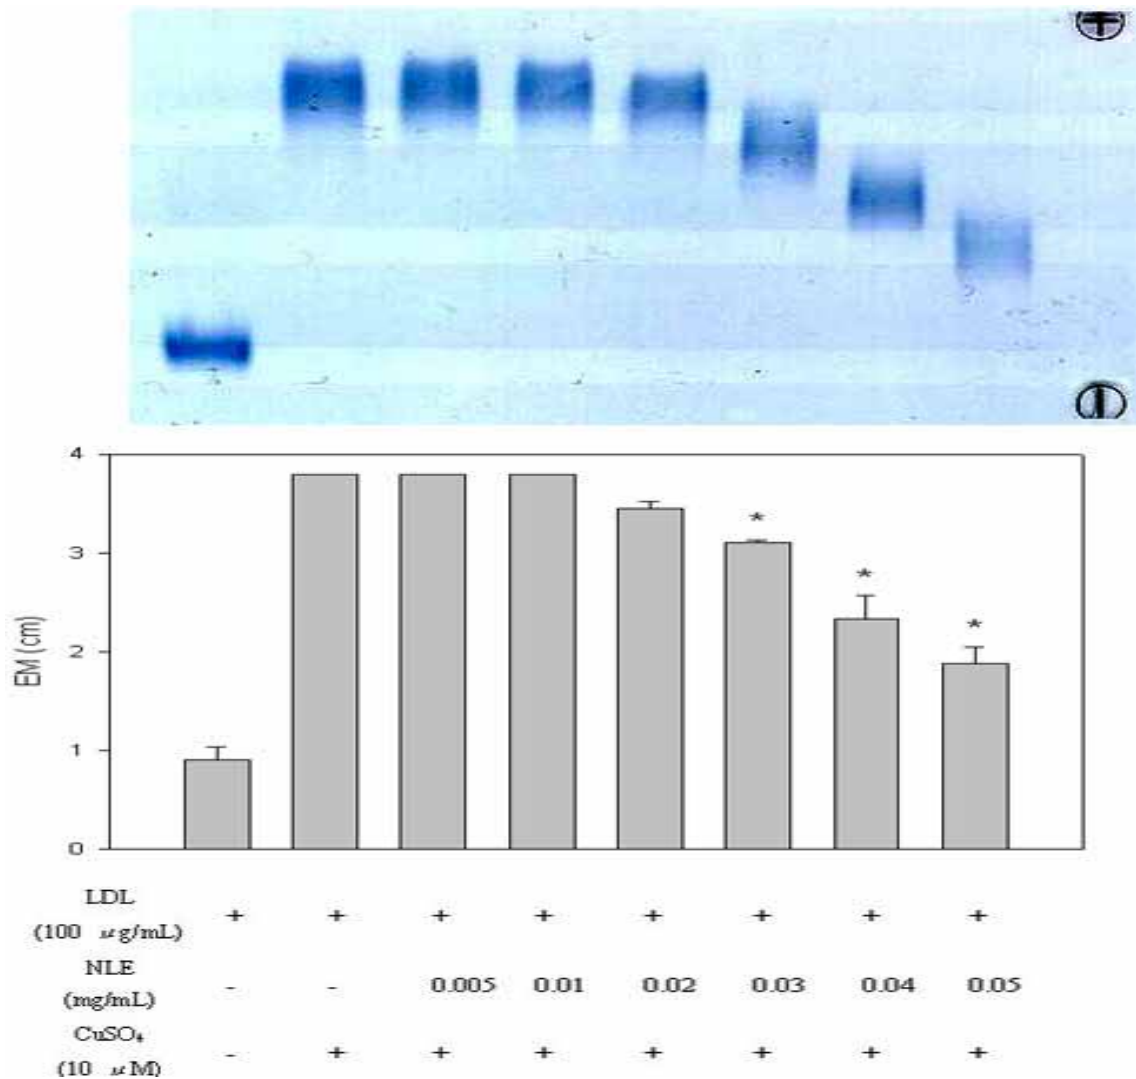 +
4
3
2
1
0
EM (cm)
*
*
*
LDL
(100 μg/mL)
+ + + + + + + +
NLE
(mg/mL)
- - 0.005 0.01 0.02 0.03 0.04 0.05
CuSO₄
(10 μM)
- + + + + + + +